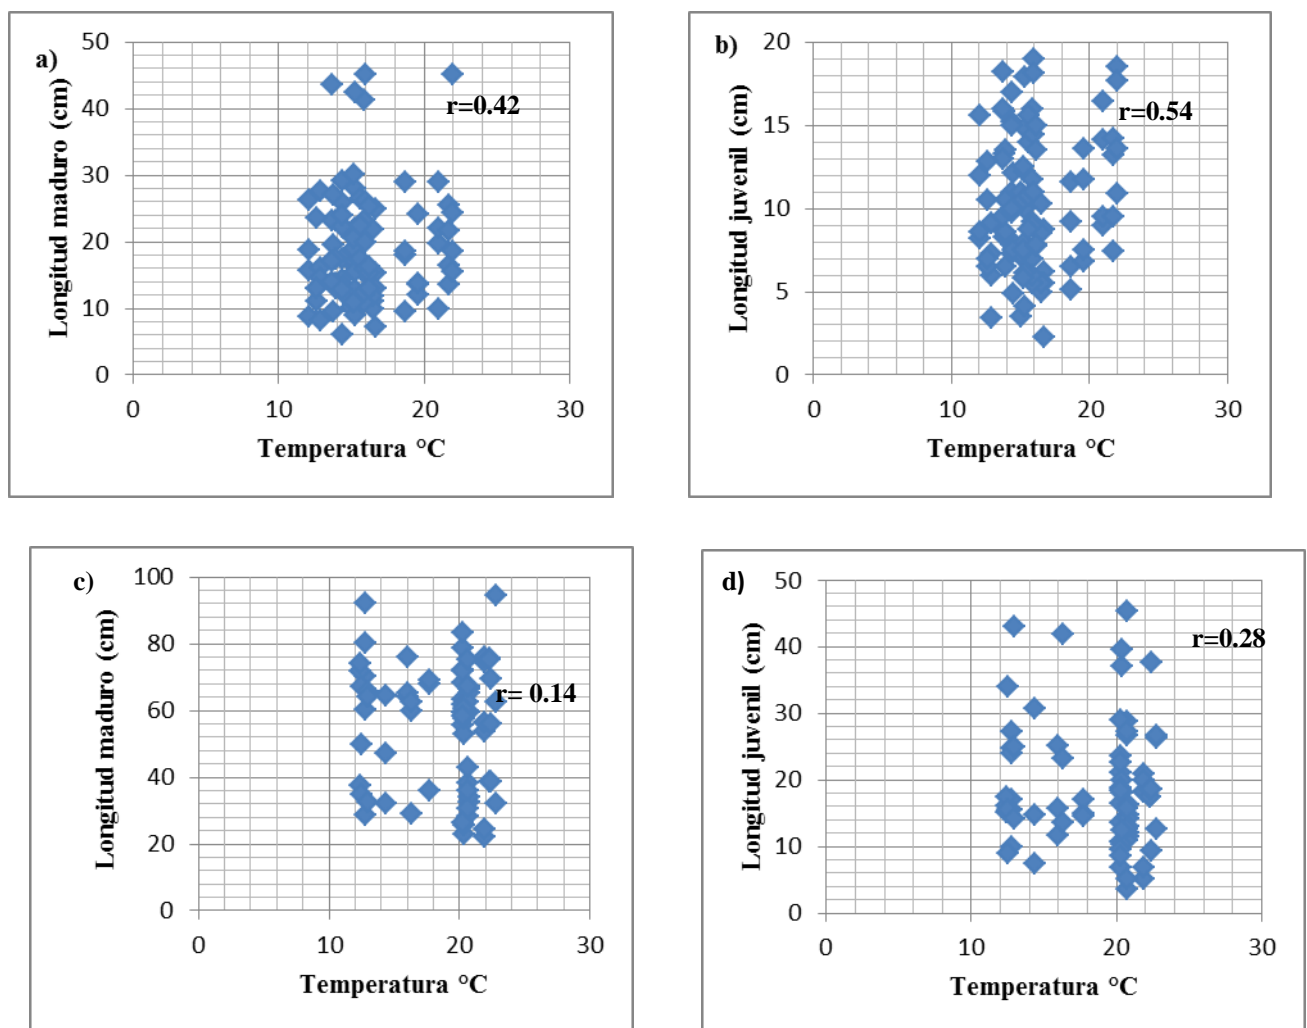 a)
50
40
30
20
10
0
0 10 20 30
r=0.42
Longitud maduro (cm)
Temperatura °C
b)
20
15
10
5
0
0 10 20 30
r=0.54
Longitud juvenil (cm)
Temperatura °C
c)
100
80
60
40
20
0
0 10 20 30
r= 0.14
Longitud maduro (cm)
Temperatura °C
d)
50
40
30
20
10
0
0 10 20 30
r=0.28
Longitud juvenil (cm)
Temperatura °C